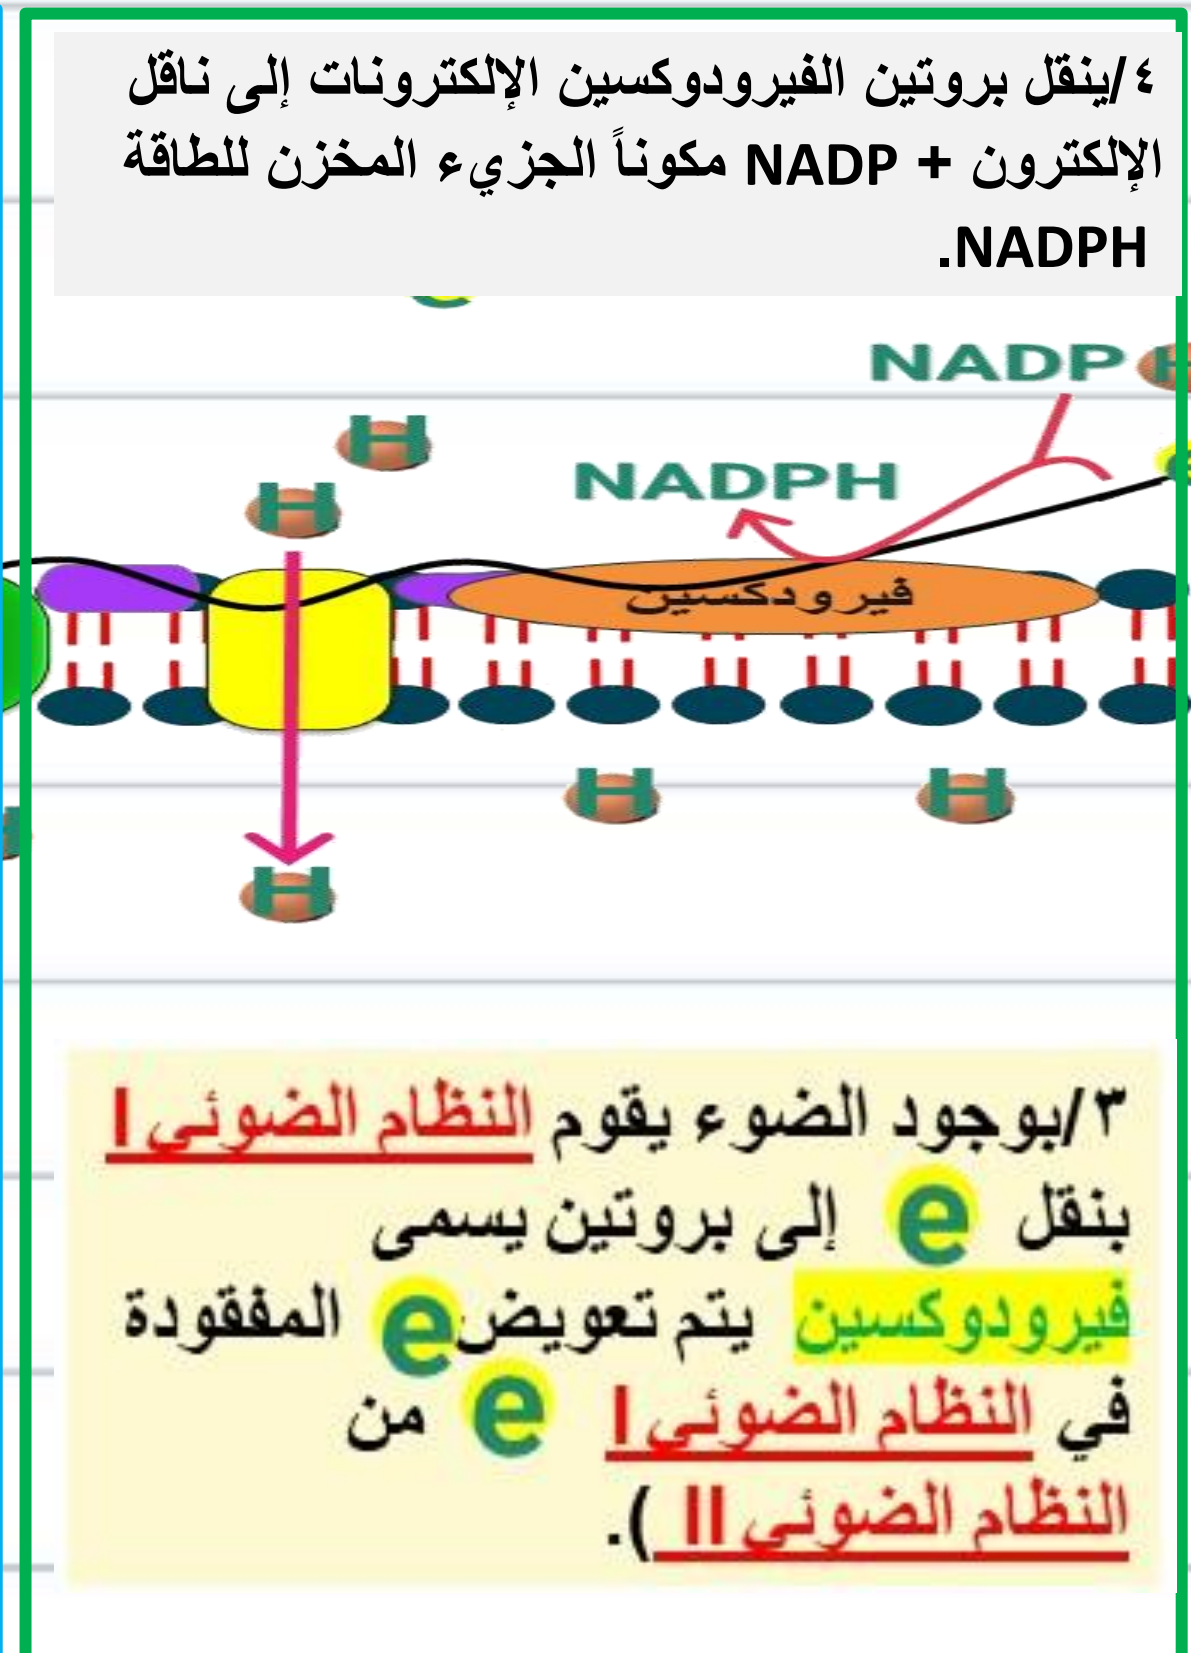 ٤/ينقل بروتين الفيرودوكسين الإلكترونات إلى ناقل
الإلكترون + NADP مكوناً الجزيء المخزن للطاقة
NADPH.
NADP H
H
NADPH
H
فيرودكسين
H
H
H
٣/بوجود الضوء يقوم النظام الضوئي I
بنقل e إلى بروتين يسمى
فيرودوكسين يتم تعويض e المفقودة
في النظام الضوئي I e من
النظام الضوئي II ).